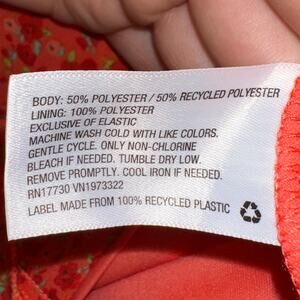 BODY: 50% POLYESTER / 50% RECYCLED POLYESTER
LINING: 100% POLYESTER
EXCLUSIVE OF ELASTIC
MACHINE WASH COLD WITH LIKE COLORS.
GENTLE CYCLE. ONLY NON-CHLORINE
BLEACH IF NEEDED. TUMBLE DRY LOW.
REMOVE PROMPTLY. COOL IRON IF NEEDED.
RN17730 VN1973322
LABEL MADE FROM 100% RECYCLED PLASTIC